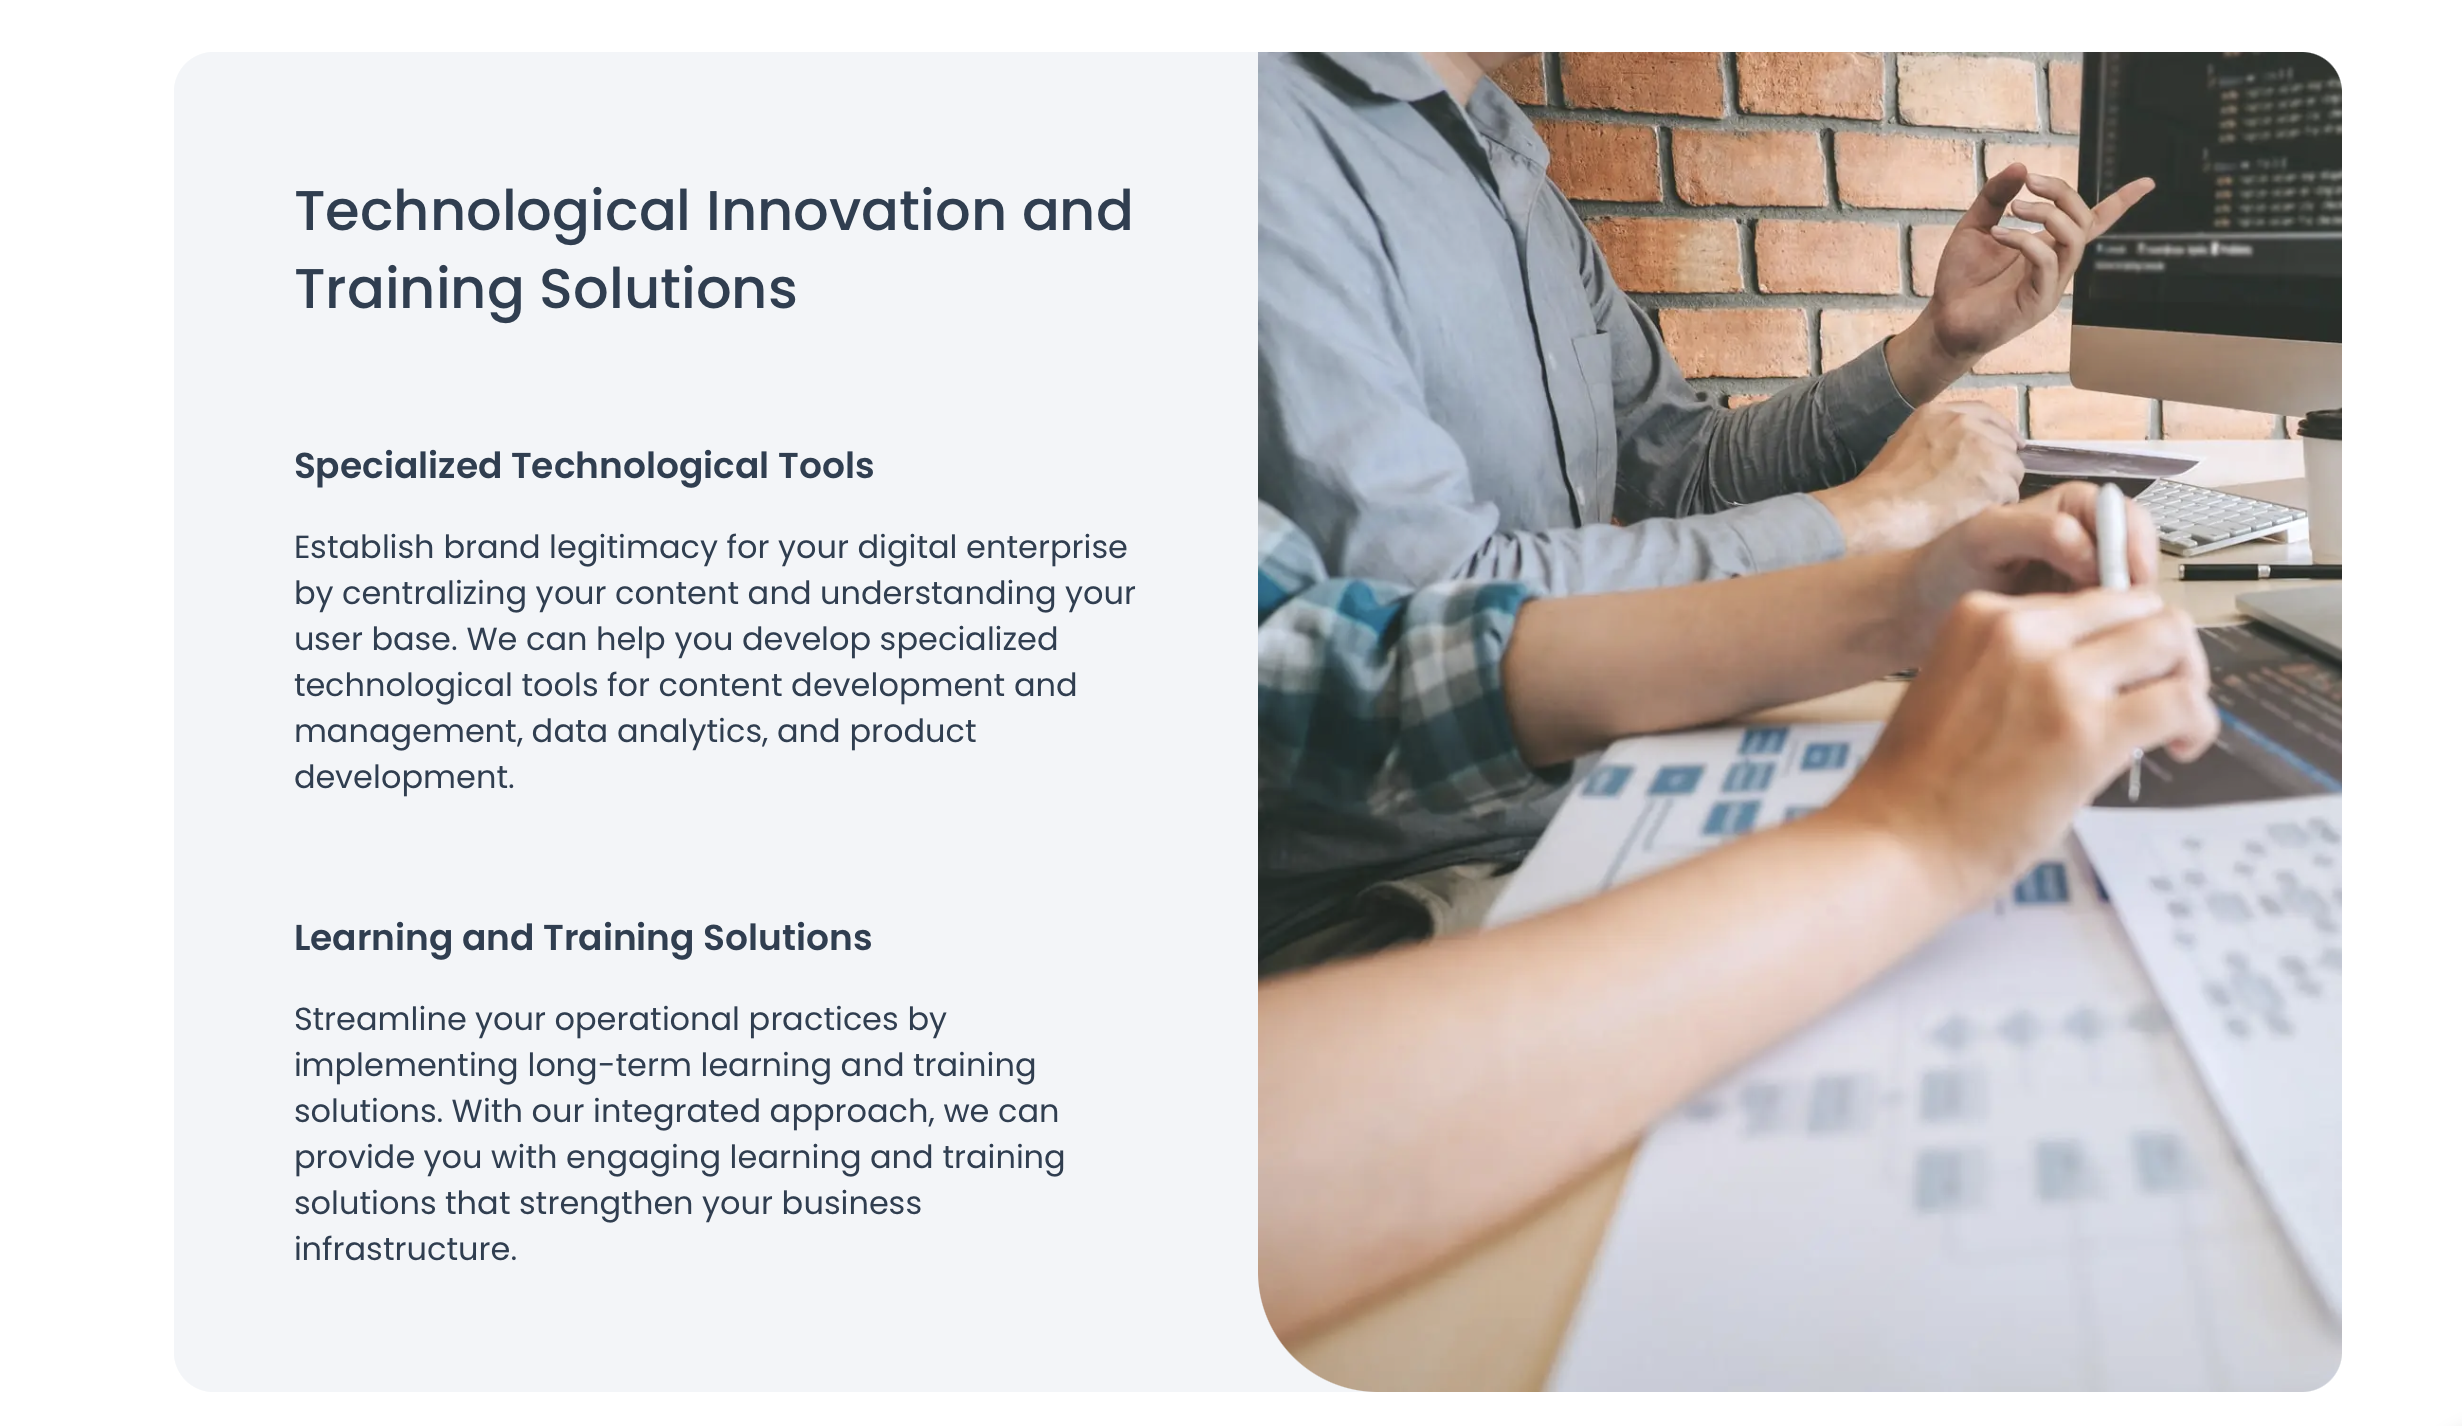 Technological Innovation and
Training Solutions
Specialized Technological Tools
Establish brand legitimacy for your digital enterprise
by centralizing your content and understanding your
user base. We can help you develop specialized
technological tools for content development and
management, data analytics, and product
development.
Learning and Training Solutions
Streamline your operational practices by
implementing long-term learning and training
solutions. With our integrated approach, we can
provide you with engaging learning and training
solutions that strengthen your business
infrastructure.